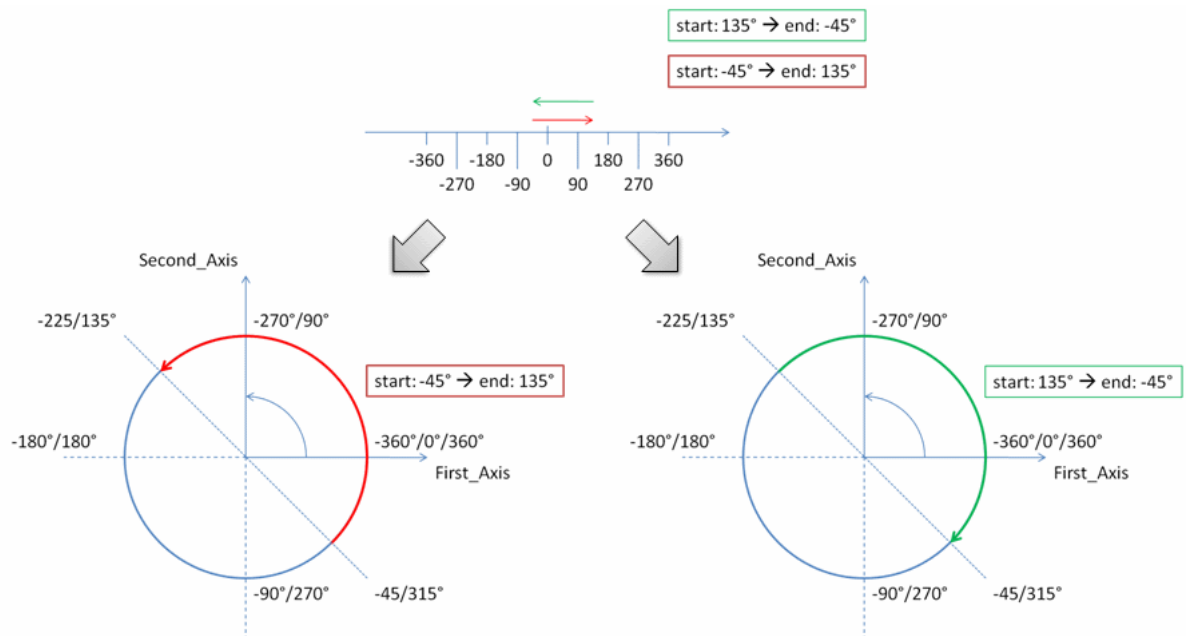 start: 135° → end: -45°
start: -45° → end: 135°
-360 -180 0 180 360
-270 -90 90 270
Second_Axis
-225/135°
-270°/90°
start: -45° → end: 135°
-180°/180°
-360°/0°/360°
First_Axis
-90°/270°
-45/315°
Second_Axis
-225/135°
-270°/90°
start: 135° → end: -45°
-180°/180°
-360°/0°/360°
First_Axis
-90°/270°
-45/315°